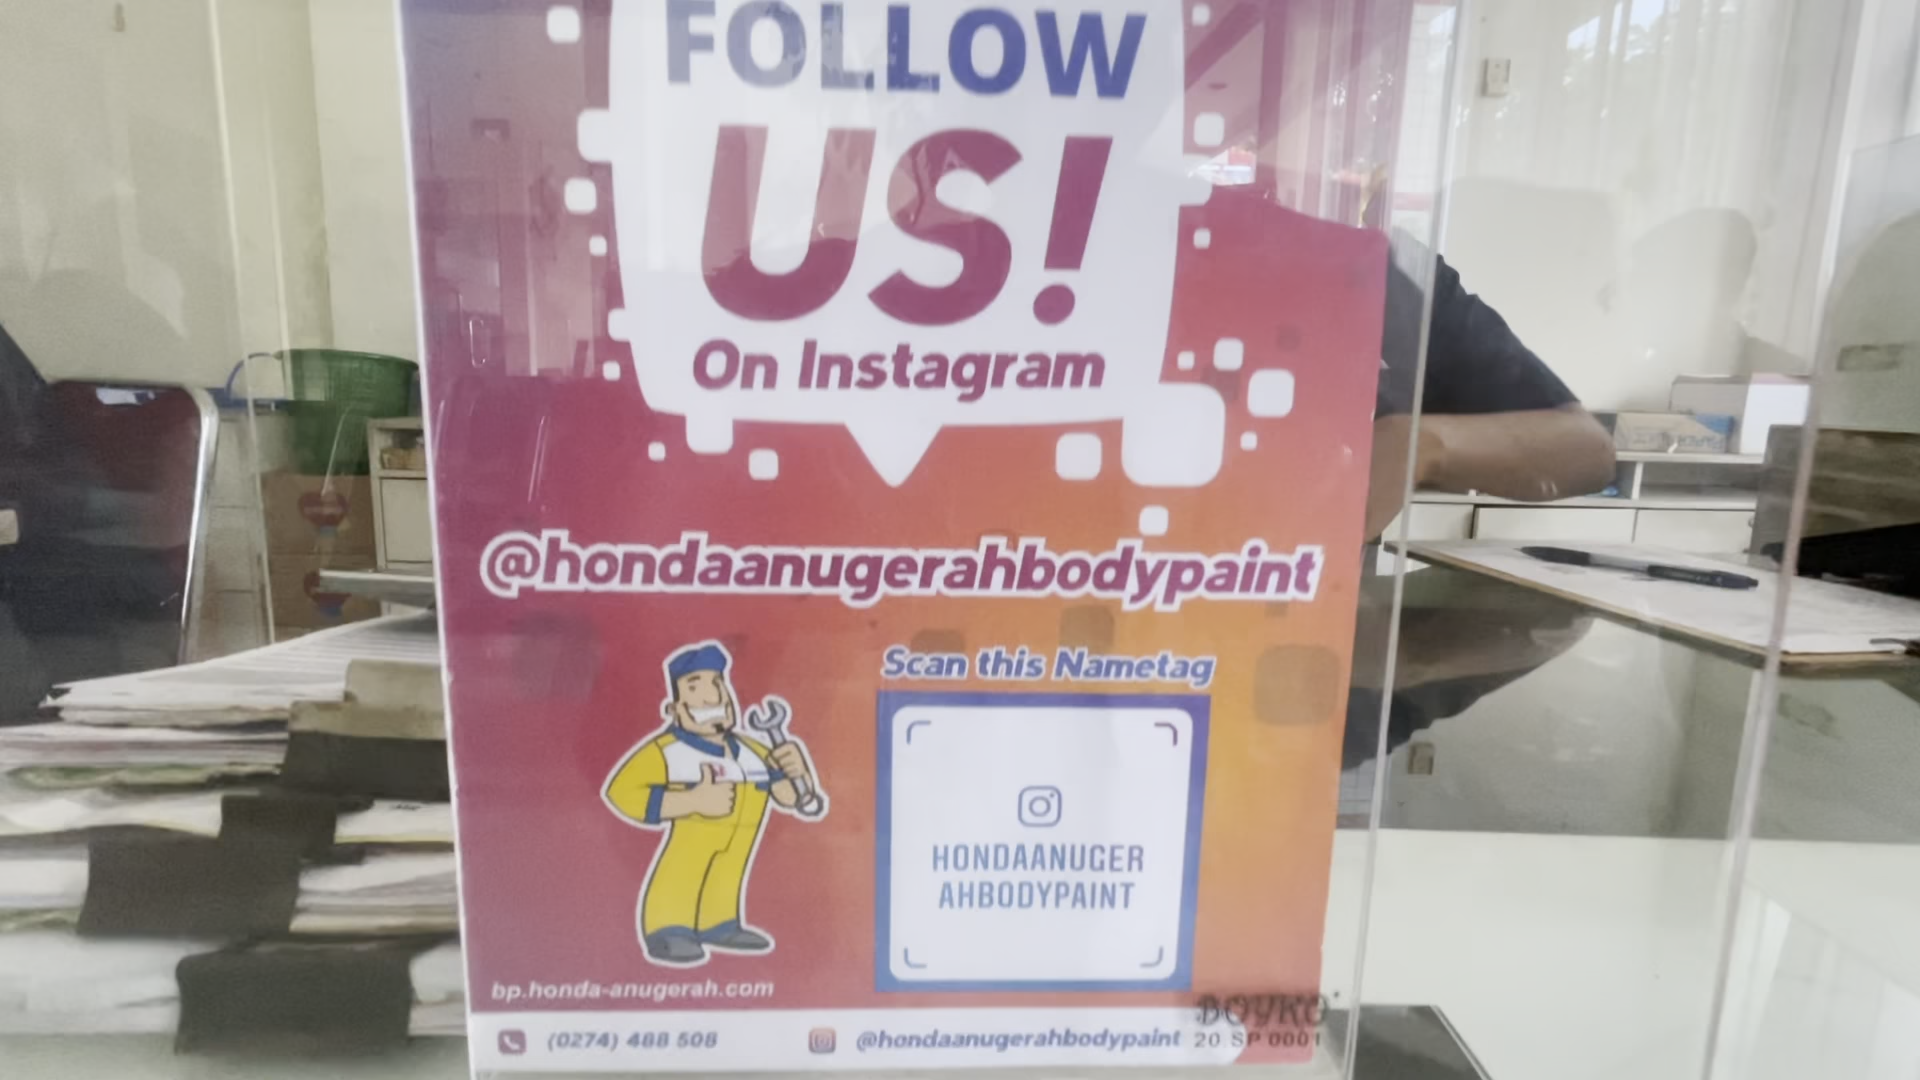 FOLLOW
US!
On Instagram
@hondaanugerahbodypaint
Scan this Nametag
HONDAANUGER
AHBODYPAINT
bp.honda-anugerah.com
(0274) 488 508
@hondaanugerahbodypaint
BOYKO
20 SP 0001